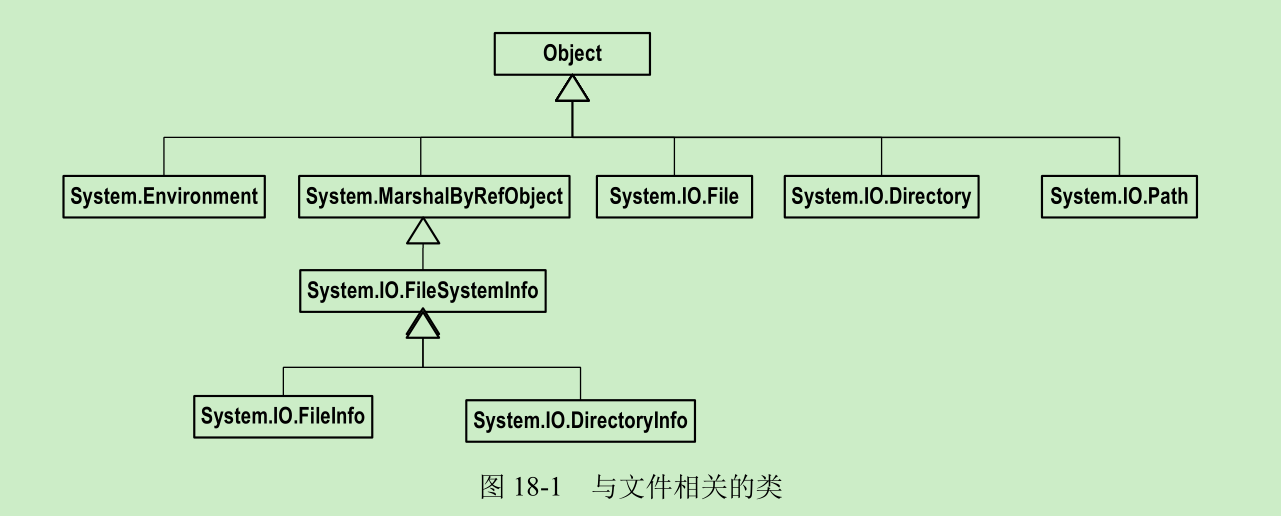 Object
System.Environment
System.MarshalByRefObject
System.IO.File
System.IO.Directory
System.IO.Path
System.IO.FileSystemInfo
System.IO.FileInfo
System.IO.DirectoryInfo
图 18-1 与文件相关的类